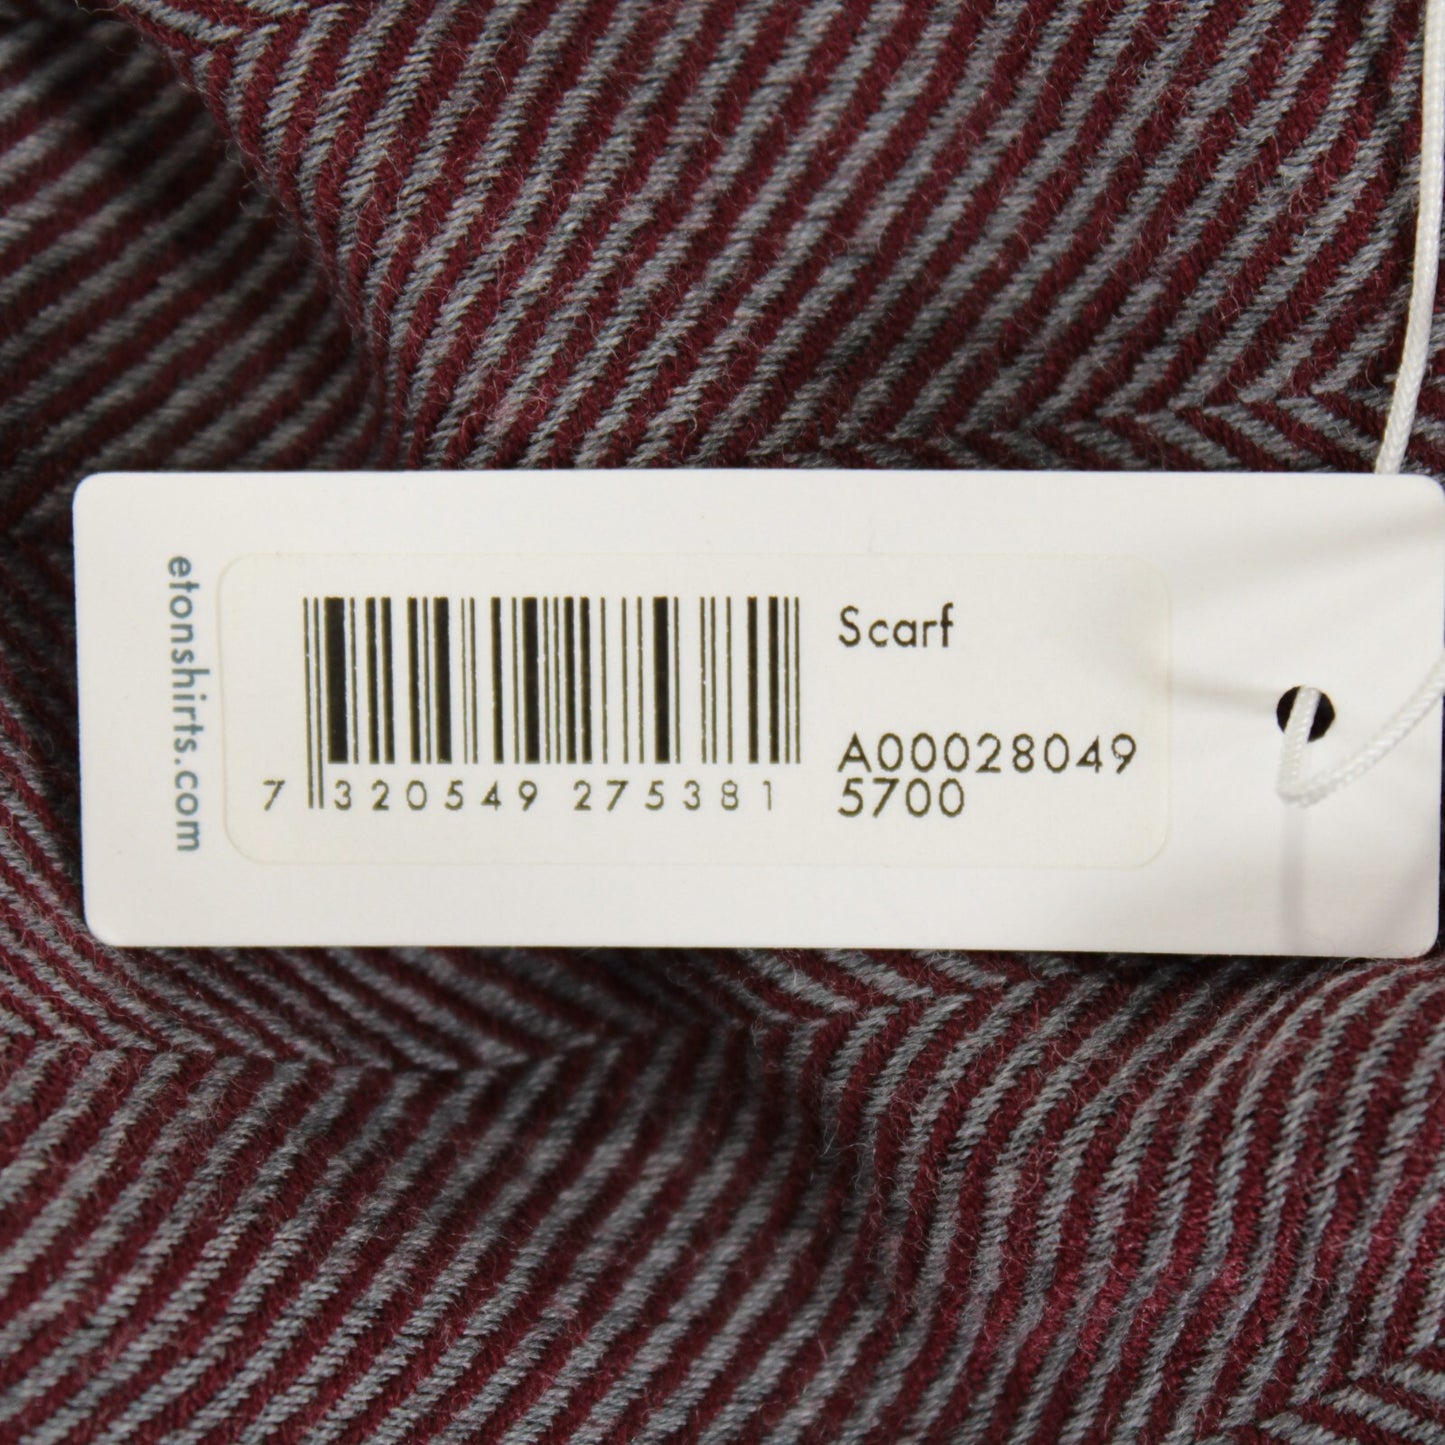 etonshirts.com
Scarf
A00028049
5700
7 320549 275381